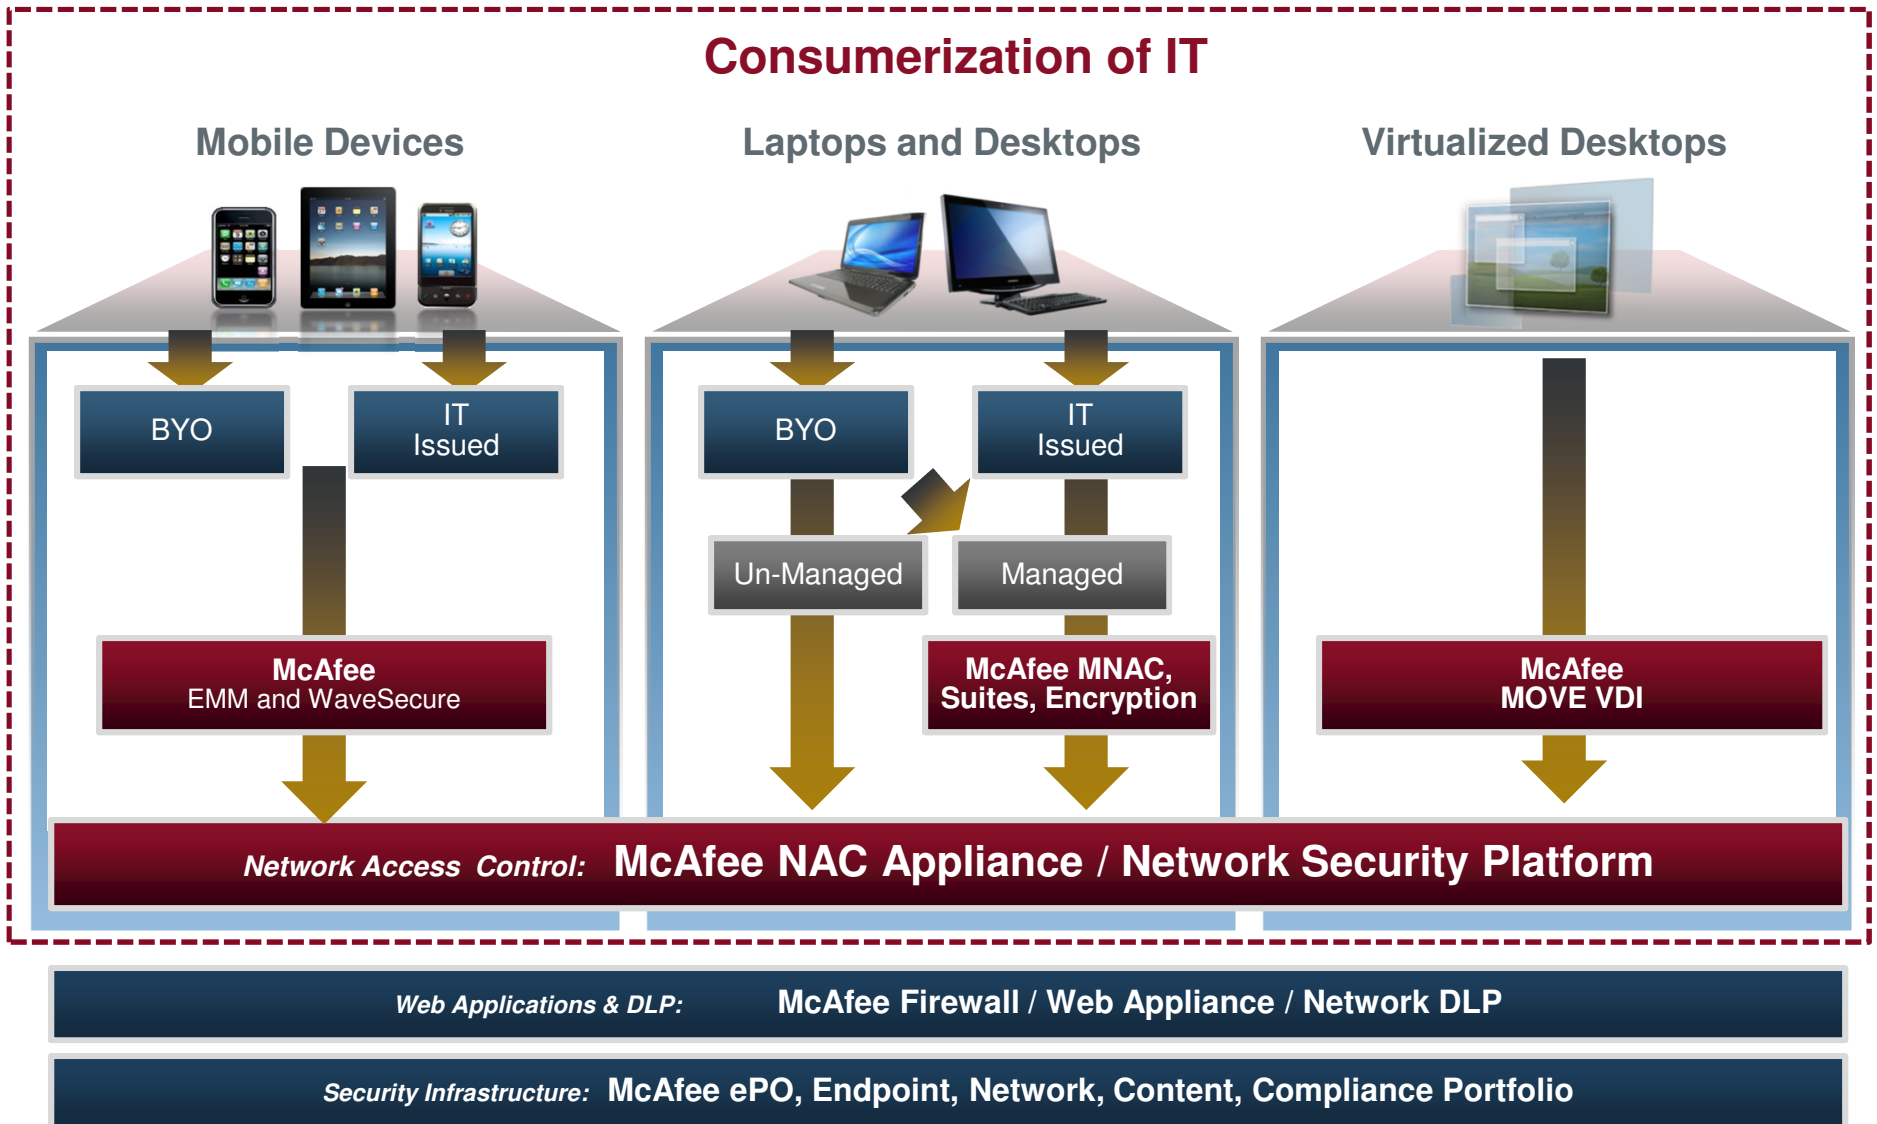 Consumerization of IT
Mobile Devices
Laptops and Desktops
Virtualized Desktops
BYO
IT
Issued
BYO
IT
Issued
Un-Managed
Managed
McAfee
EMM and WaveSecure
McAfee MNAC,
Suites, Encryption
McAfee
MOVE VDI
Network Access Control: McAfee NAC Appliance / Network Security Platform
Web Applications & DLP: McAfee Firewall / Web Appliance / Network DLP
Security Infrastructure: McAfee ePO, Endpoint, Network, Content, Compliance Portfolio